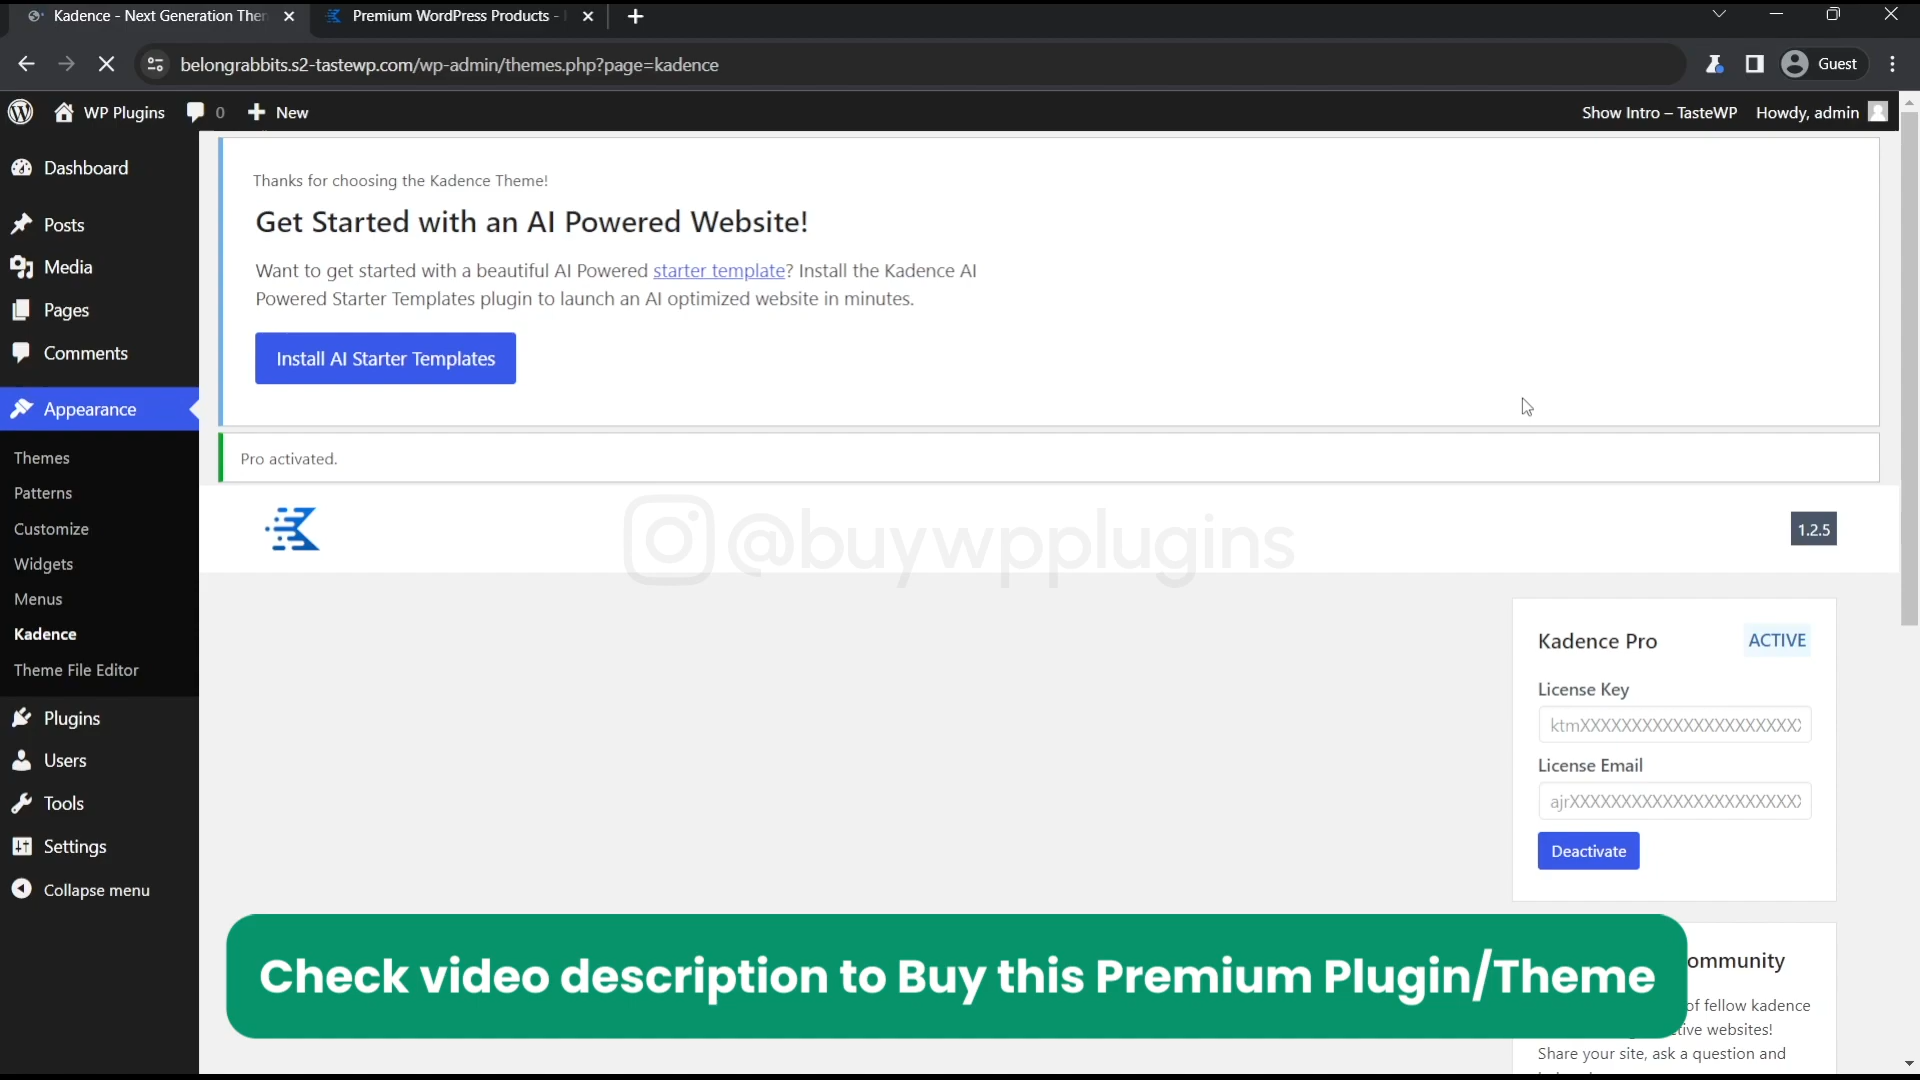 Kadence - Next Generation Ther
Premium WordPress Products -
belongrabbits.s2-tastewp.com/wp-admin/themes.php?page=kadence
Guest
WP Plugins
0
New
Show Intro – TasteWP
Howdy, admin
Dashboard
Posts
Media
Pages
Comments
Appearance
Themes
Patterns
Customize
Widgets
Menus
Kadence
Theme File Editor
Plugins
Users
Tools
Settings
Collapse menu
Thanks for choosing the Kadence Theme!
Get Started with an AI Powered Website!
Want to get started with a beautiful AI Powered starter template? Install the Kadence AI
Powered Starter Templates plugin to launch an AI optimized website in minutes.
Install AI Starter Templates
Pro activated.
@buywpplugins
1.2.5
Kadence Pro
ACTIVE
License Key
ktmXXXXXXXXXXXXXXXXXXXXX
License Email
ajrXXXXXXXXXXXXXXXXXXXXXX
Deactivate
ommunity
of fellow kadence
tive websites!
Share your site, ask a question and
Check video description to Buy this Premium Plugin/Theme